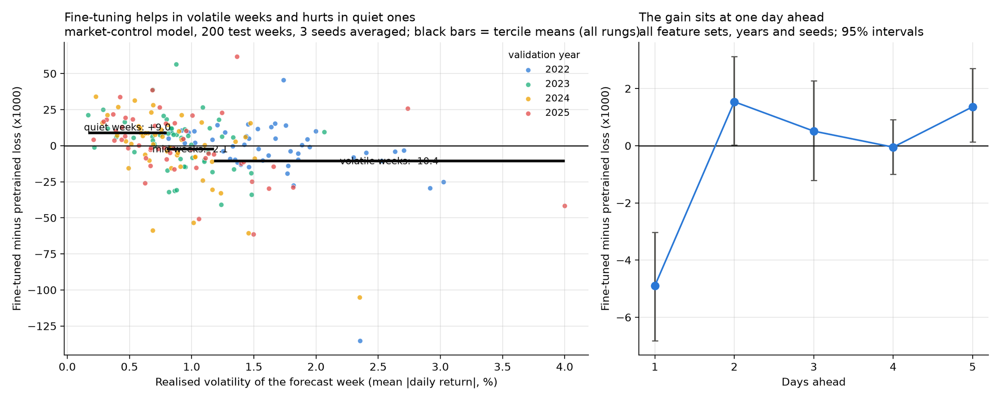 Fine-tuning helps in volatile weeks and hurts in quiet ones
market-control model, 200 test weeks, 3 seeds averaged; black bars = tercile means (all rungs)
Fine-tuned minus pretrained loss (x1000)
50
25
0
−25
−50
−75
−100
−125
validation year
2022
2023
2024
2025
quiet weeks: +9.0
mid weeks: -2.1
volatile weeks: -10.4
0.0 0.5 1.0 1.5 2.0 2.5 3.0 3.5 4.0
Realised volatility of the forecast week (mean |daily return|, %)
The gain sits at one day ahead
all feature sets, years and seeds; 95% intervals
Fine-tuned minus pretrained loss (x1000)
2
0
−2
−4
−6
1 2 3 4 5
Days ahead